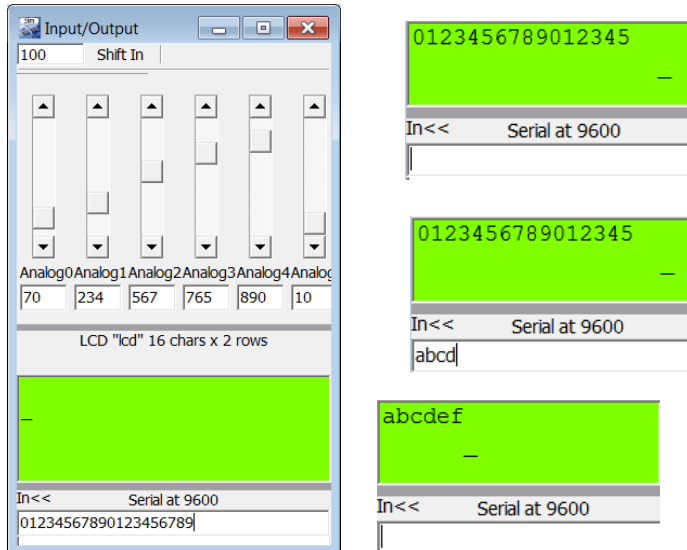 Input/Output
100 Shift In
Analog0 Analog1 Analog2 Analog3 Analog4 Analog
70 234 567 765 890 10
LCD "lcd" 16 chars x 2 rows
_
In<< Serial at 9600
01234567890123456789
0123456789012345
_
In<< Serial at 9600
0123456789012345
_
In<< Serial at 9600
abcd
abcdef
_
In<< Serial at 9600